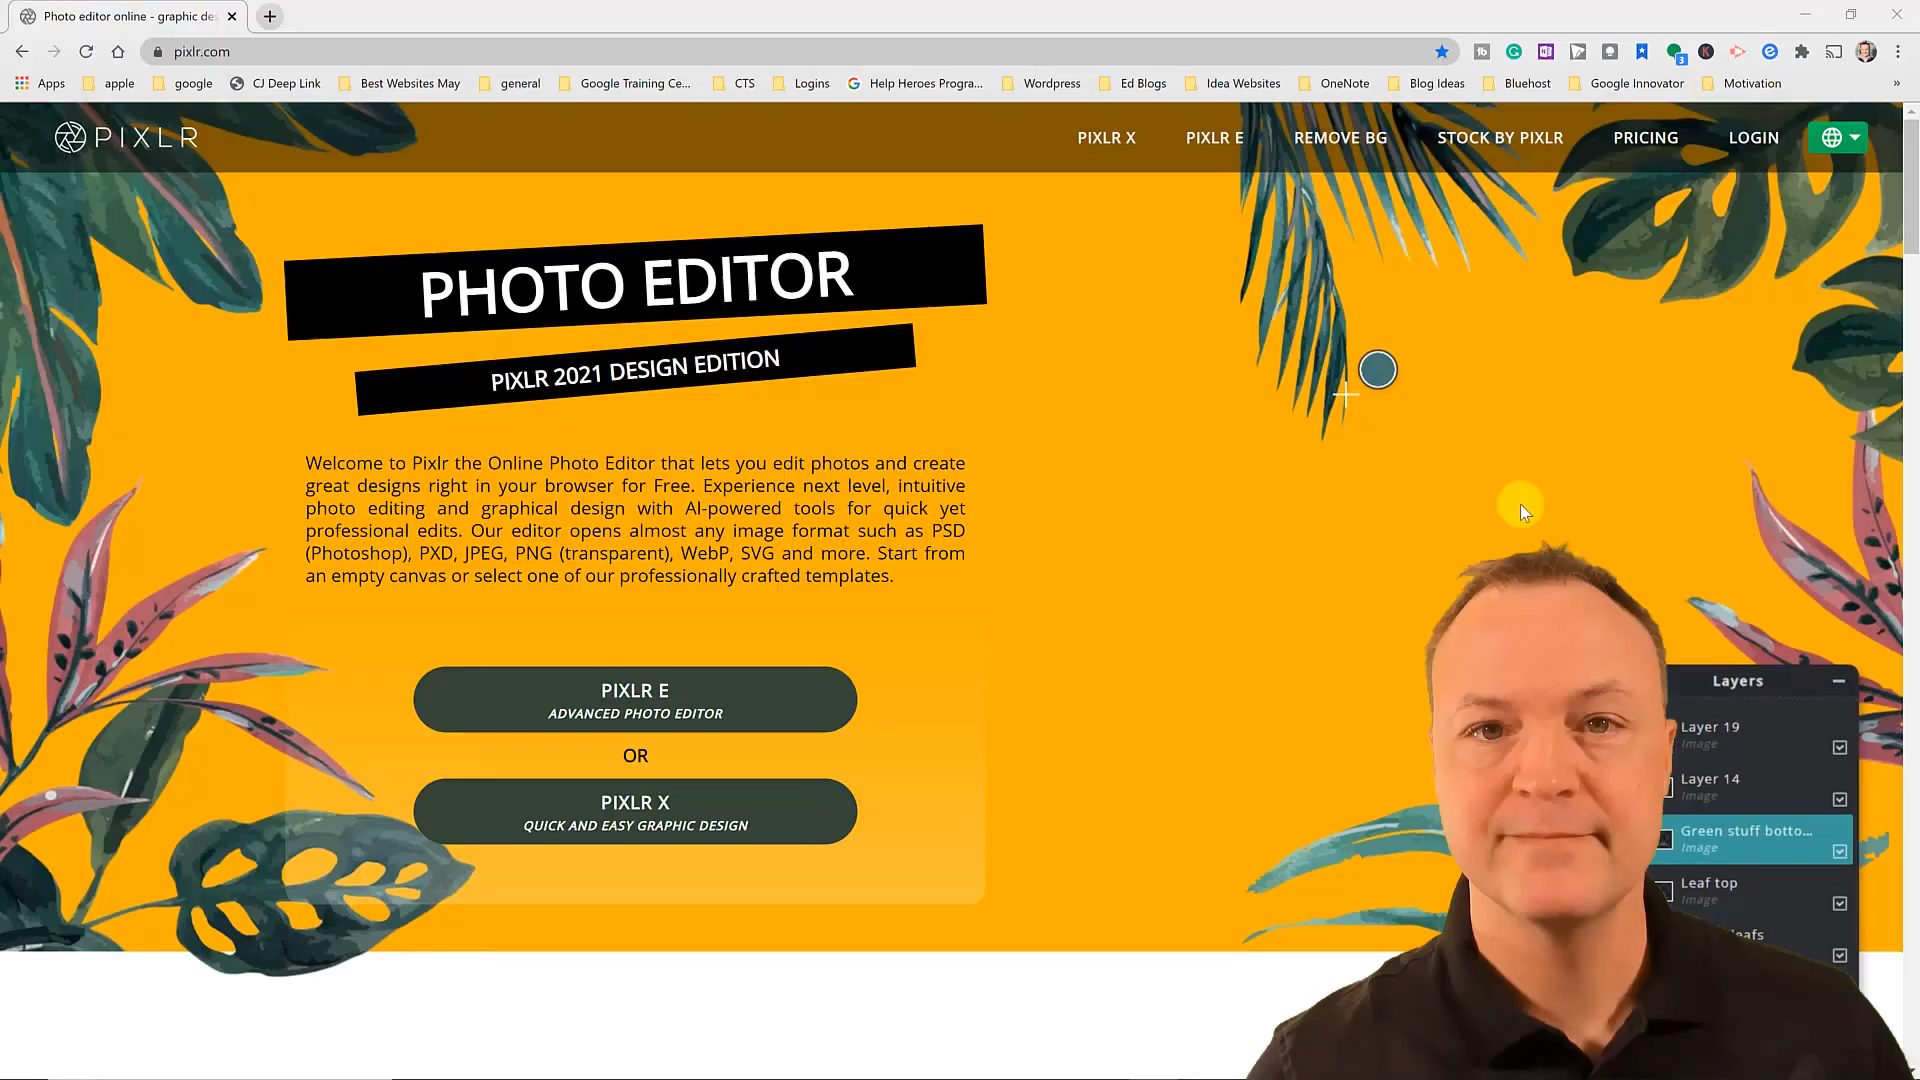 Photo editor online - graphic des
pixlr.com
3
Apps apple google CJ Deep Link Best Websites May general Google Training Ce... CTS Logins Help Heroes Progra... Wordpress Ed Blogs Idea Websites OneNote Blog Ideas Bluehost Google Innovator Motivation »
PIXLR PIXLR X PIXLR E REMOVE BG STOCK BY PIXLR PRICING LOGIN
PHOTO EDITOR
PIXLR 2021 DESIGN EDITION
Welcome to Pixlr the Online Photo Editor that lets you edit photos and create
great designs right in your browser for Free. Experience next level, intuitive
photo editing and graphical design with AI-powered tools for quick yet
professional edits. Our editor opens almost any image format such as PSD
(Photoshop), PXD, JPEG, PNG (transparent), WebP, SVG and more. Start from
an empty canvas or select one of our professionally crafted templates.
PIXLR E
ADVANCED PHOTO EDITOR
OR
PIXLR X
QUICK AND EASY GRAPHIC DESIGN
Layers
Layer 19
Image
Layer 14
Image
Green stuff botto...
Image
Leaf top
Image